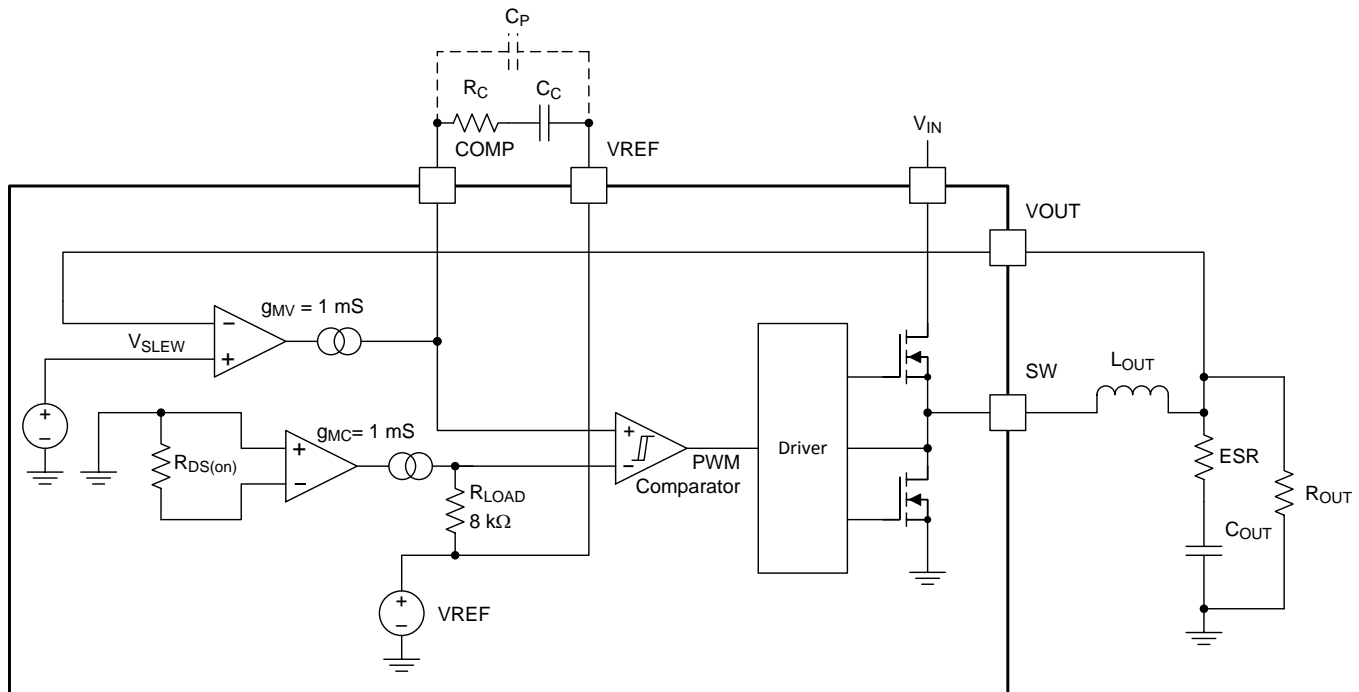 CP
RC
CC
COMP
VREF
VIN
VOUT
gMV = 1 mS
VSLEW
+
−
−
+
SW
LOUT
gMC= 1 mS
+
−
RDS(on)
+
−
PWM
Comparator
Driver
RLOAD
8 kΩ
ESR
ROUT
COUT
+
−
VREF